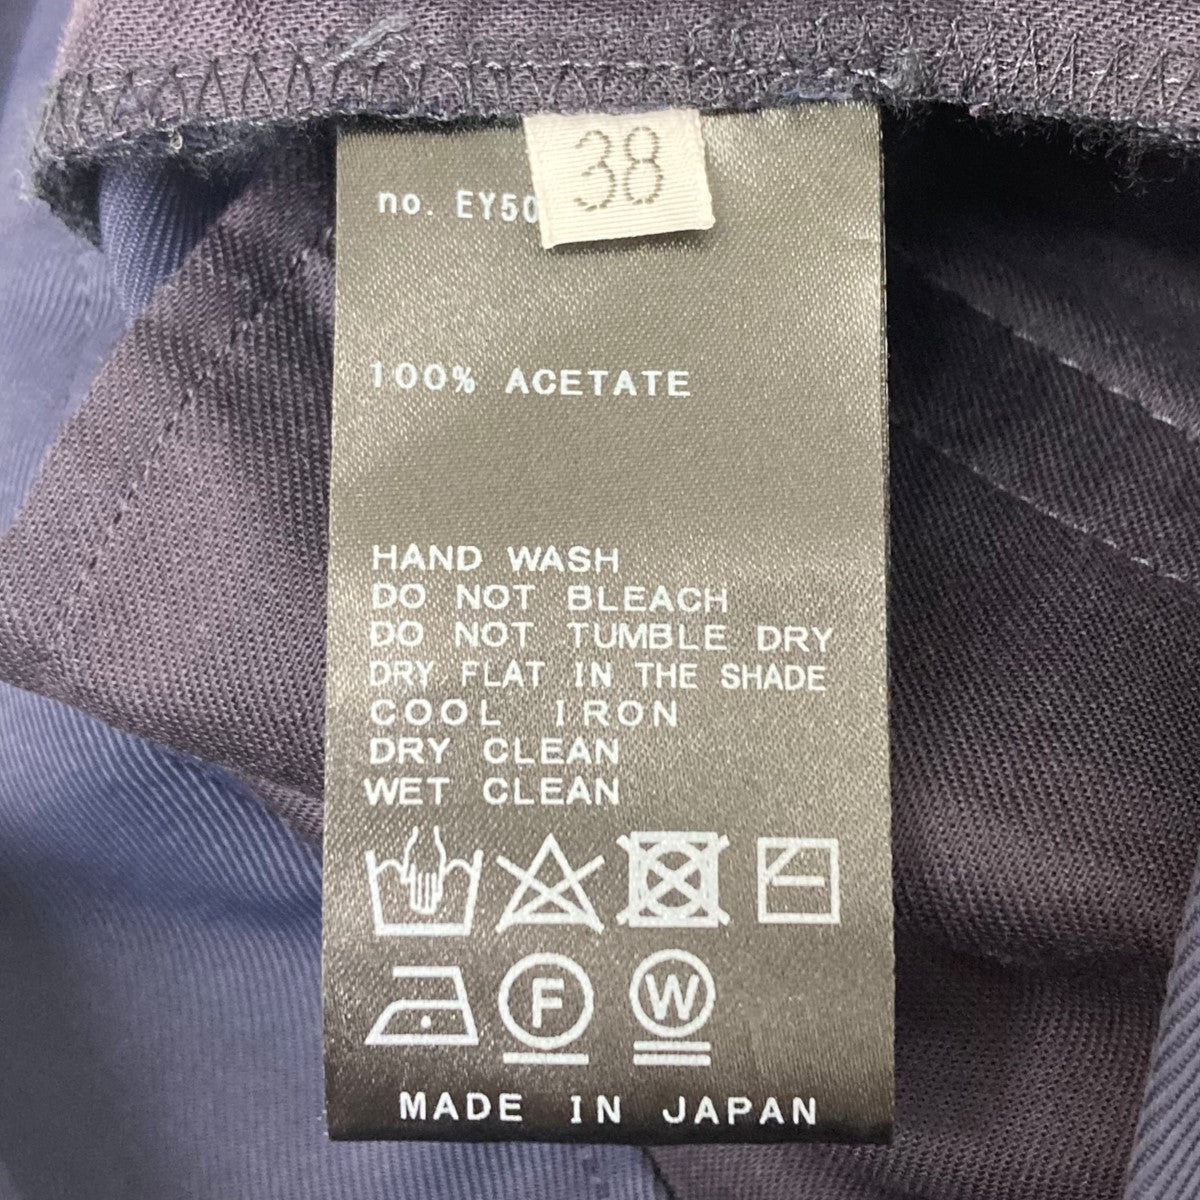 38
no. EY50
100% ACETATE
HAND WASH
DO NOT BLEACH
DO NOT TUMBLE DRY
DRY FLAT IN THE SHADE
COOL IRON
DRY CLEAN
WET CLEAN
F W
MADE IN JAPAN